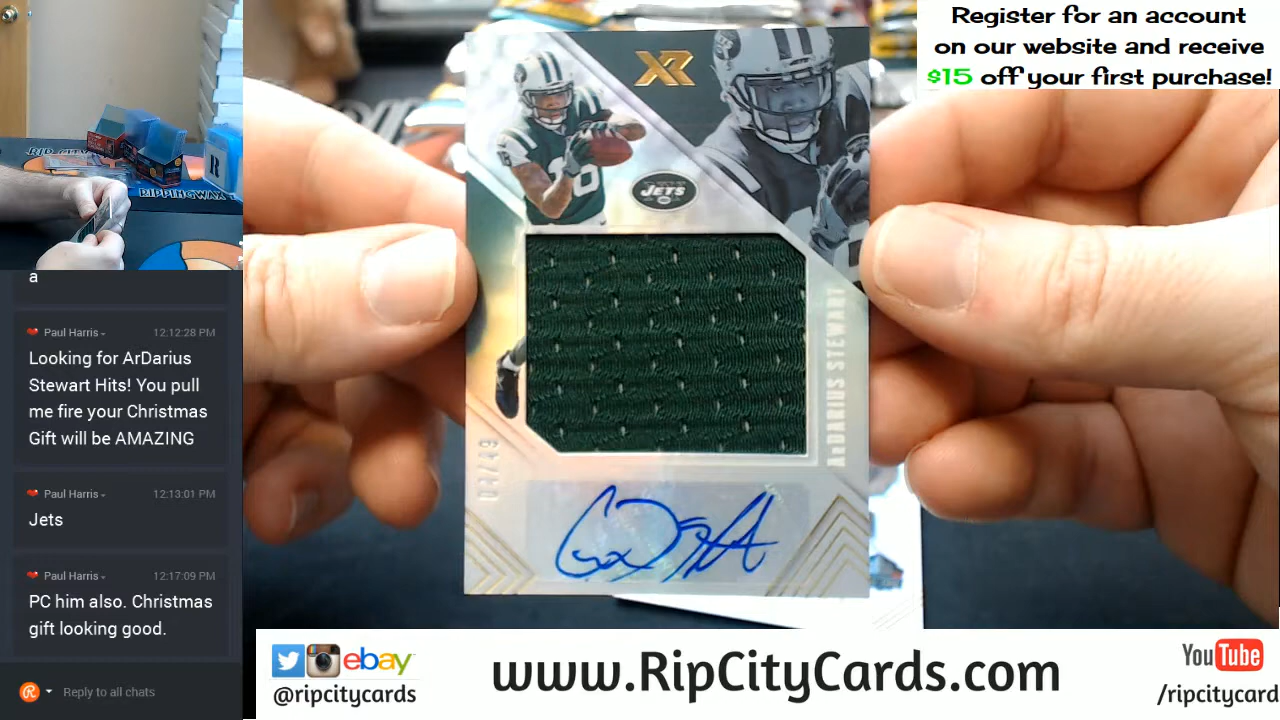 Register for an account
on our website and receive
$15 off your first purchase!
RIPPINGWAX
R
a
Paul Harris 12:12:28 PM
Looking for ArDarius
Stewart Hits! You pull
me fire your Christmas
Gift will be AMAZING
Paul Harris 12:13:01 PM
Jets
Paul Harris 12:17:09 PM
PC him also. Christmas
gift looking good.
R Reply to all chats
XR
JETS
18
ArDARIUS STEWART
ebay
@ripcitycards
www.RipCityCards.com
YouTube
/ripcitycard